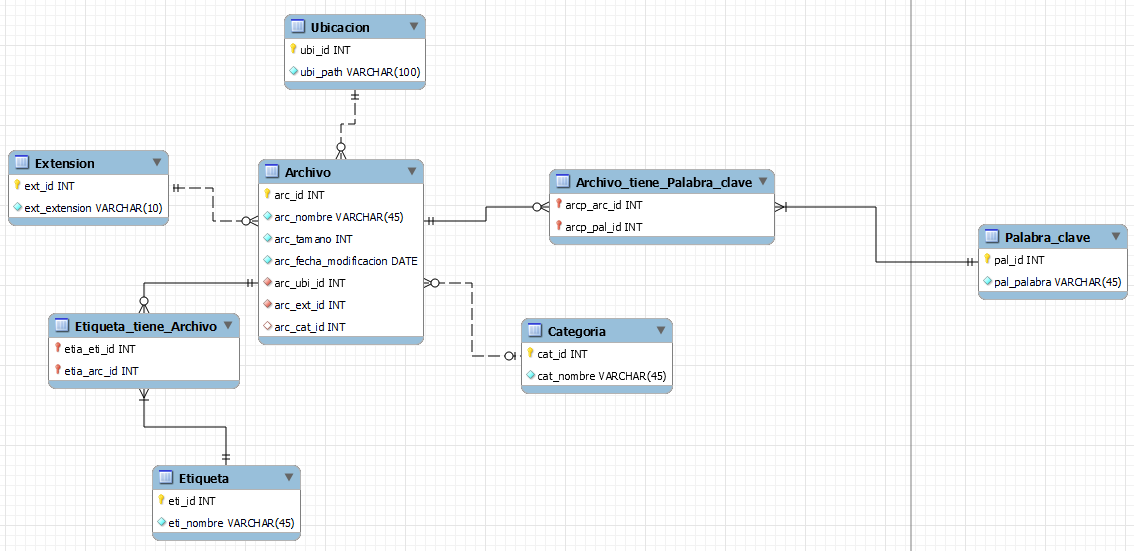 Ubicacion
ubi_id INT
ubi_path VARCHAR(100)
Extension
ext_id INT
ext_extension VARCHAR(10)
Archivo
arc_id INT
arc_nombre VARCHAR(45)
arc_tamano INT
arc_fecha_modificacion DATE
arc_ubi_id INT
arc_ext_id INT
arc_cat_id INT
Archivo_tiene_Palabra_clave
arcp_arc_id INT
arcp_pal_id INT
Palabra_clave
pal_id INT
pal_palabra VARCHAR(45)
Etiqueta_tiene_Archivo
etia_eti_id INT
etia_arc_id INT
Categoria
cat_id INT
cat_nombre VARCHAR(45)
Etiqueta
eti_id INT
eti_nombre VARCHAR(45)